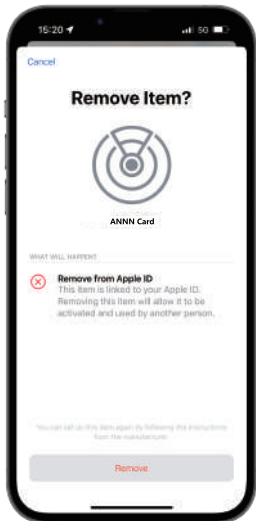 15:20
5G
Cancel
Remove Item?
ANNN Card
WHAT WILL HAPPEN?
Remove from Apple ID
This item is linked to your Apple ID.
Removing this item will allow it to be
activated and used by another person.
You can set up this item again by following the instructions
from the manufacturer.
Remove